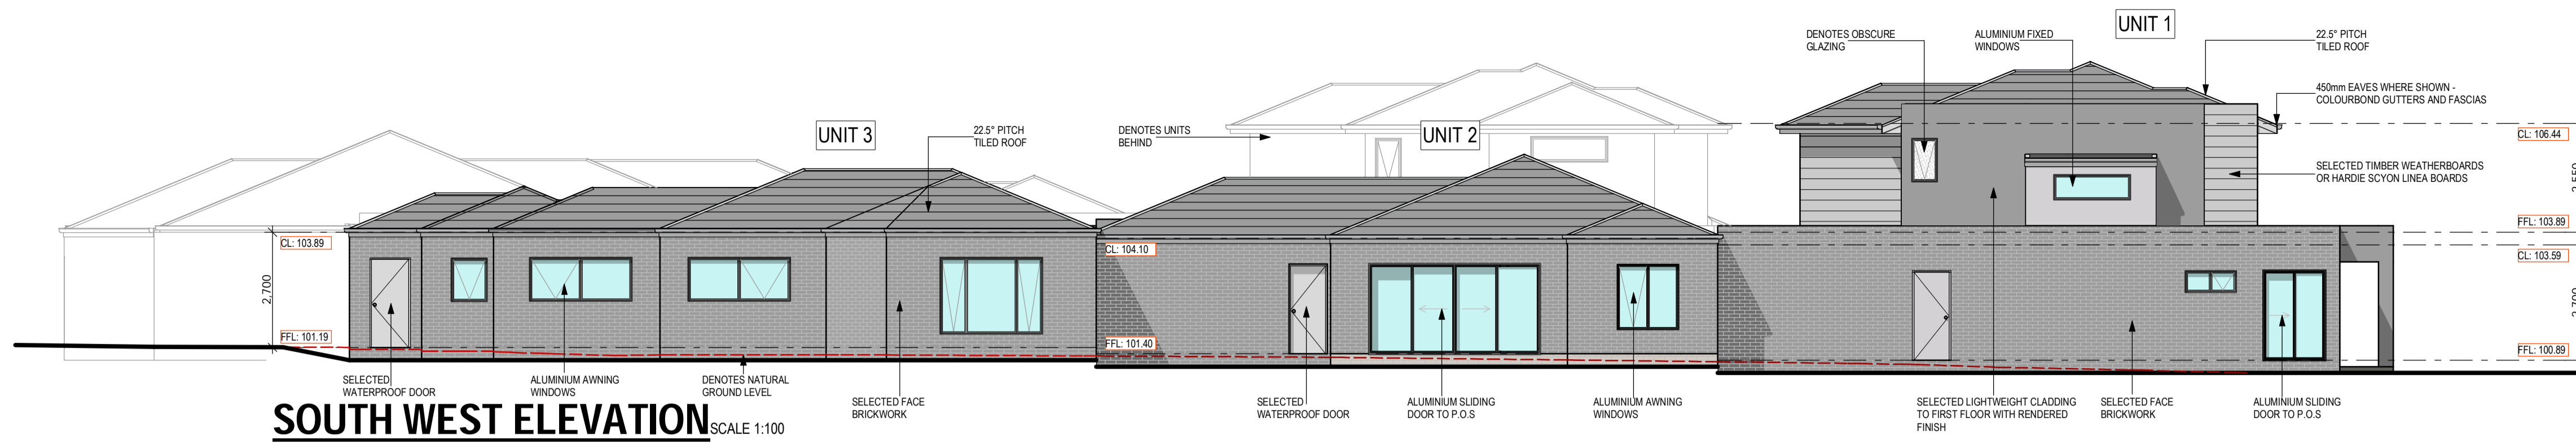 UNIT 1
DENOTES OBSCURE
GLAZING
ALUMINIUM FIXED
WINDOWS
22.5° PITCH
TILED ROOF
450mm EAVES WHERE SHOWN -
COLOURBOND GUTTERS AND FASCIAS
UNIT 3
22.5° PITCH
TILED ROOF
DENOTES UNITS
BEHIND
UNIT 2
CL: 106.44
SELECTED TIMBER WEATHERBOARDS
OR HARDIE SCYON LINEA BOARDS
FFL: 103.89
CL: 103.89
CL: 104.10
CL: 103.59
2,700
FFL: 101.19
FFL: 101.40
FFL: 100.89
SELECTED
WATERPROOF DOOR
ALUMINIUM AWNING
WINDOWS
DENOTES NATURAL
GROUND LEVEL
SELECTED FACE
BRICKWORK
SELECTED
WATERPROOF DOOR
ALUMINIUM SLIDING
DOOR TO P.O.S
ALUMINIUM AWNING
WINDOWS
SELECTED LIGHTWEIGHT CLADDING
TO FIRST FLOOR WITH RENDERED
FINISH
SELECTED FACE
BRICKWORK
ALUMINIUM SLIDING
DOOR TO P.O.S
SOUTH WEST ELEVATION SCALE 1:100